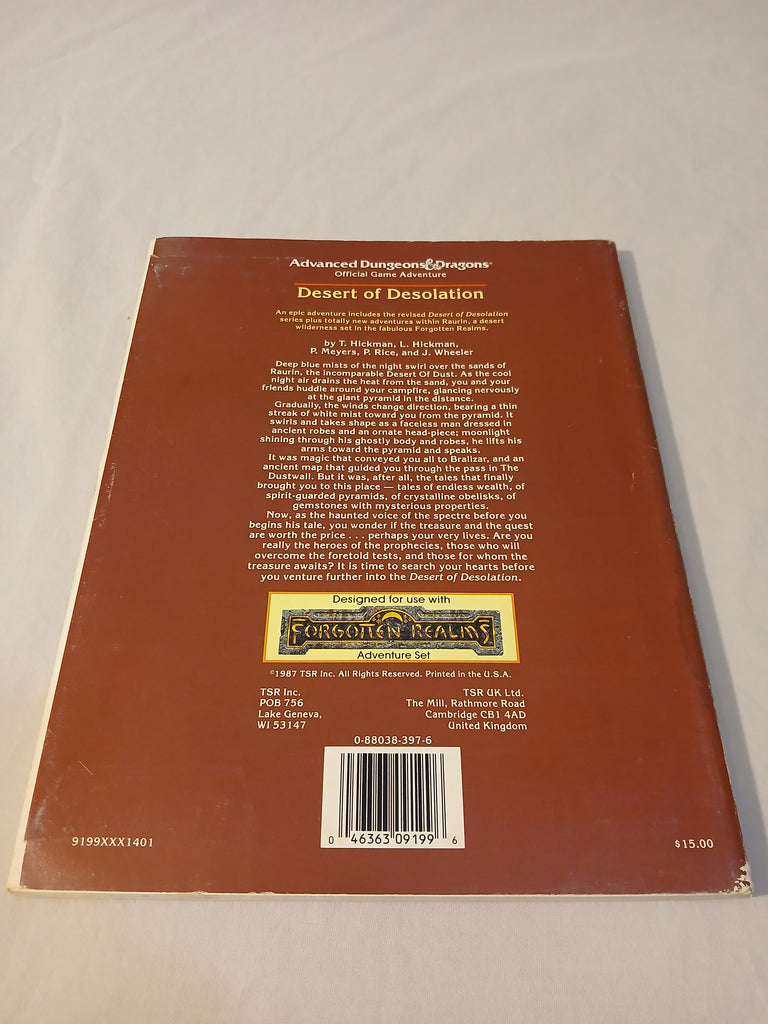 Advanced Dungeons&Dragons®
Official Game Adventure
Desert of Desolation
An epic adventure includes the revised Desert of Desolation
series plus totally new adventures within Raurin, a desert
wilderness set in the fabulous Forgotten Realms.
by T. Hickman, L. Hickman,
P. Meyers, P. Rice, and J. Wheeler
Deep blue mists of the night swirl over the sands of
Raurin, the incomparable Desert Of Dust. As the cool
night air drains the heat from the sand, you and your
friends huddle around your campfire, glancing nervously
at the giant pyramid in the distance.
Gradually, the winds change direction, bearing a thin
streak of white mist toward you from the pyramid. It
swirls and takes shape as a faceless man dressed in
ancient robes and an ornate head-piece; moonlight
shining through his ghostly body and robes, he lifts his
arms toward the pyramid and speaks.
It was magic that conveyed you all to Bralizar, and an
ancient map that guided you through the pass in The
Dustwall. But it was, after all, the tales that finally
brought you to this place — tales of endless wealth, of
spirit-guarded pyramids, of crystalline obelisks, of
gemstones with mysterious properties.
Now, as the haunted voice of the spectre before you
begins his tale, you wonder if the treasure and the quest
are worth the price . . . perhaps your very lives. Are you
really the heroes of the prophecies, those who will
overcome the foretold tests, and those for whom the
treasure awaits? It is time to search your hearts before
you venture further into the Desert of Desolation.
Designed for use with
FORGOTTEN REALMS
Adventure Set
©1987 TSR Inc. All Rights Reserved. Printed in the U.S.A.
TSR Inc.
POB 756
Lake Geneva,
WI 53147
TSR UK Ltd.
The Mill, Rathmore Road
Cambridge CB1 4AD
United Kingdom
0-88038-397-6
0 46363 09199 6
9199XXX1401
$15.00